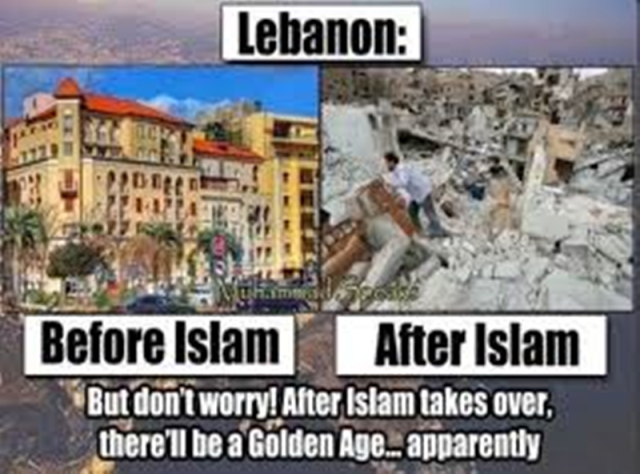 Lebanon:
Before Islam
After Islam
But don't worry! After Islam takes over,
there'll be a Golden Age... apparently